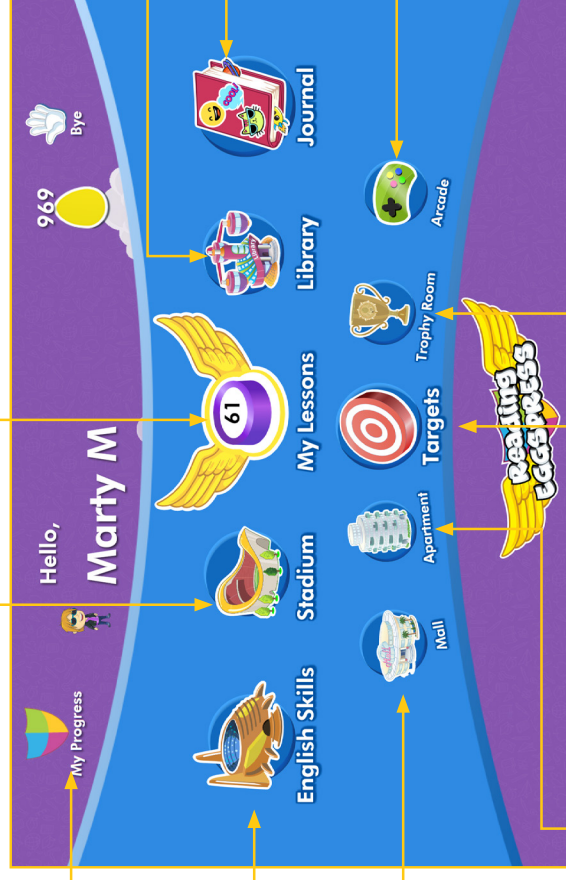 My Progress
Hello,
Marty M
969
Bye
English Skills
Stadium
61
My Lessons
Library
COOL
Journal
Mall
Apartment
Targets
Trophy Room
Arcade
Reading
EGGSPRESS